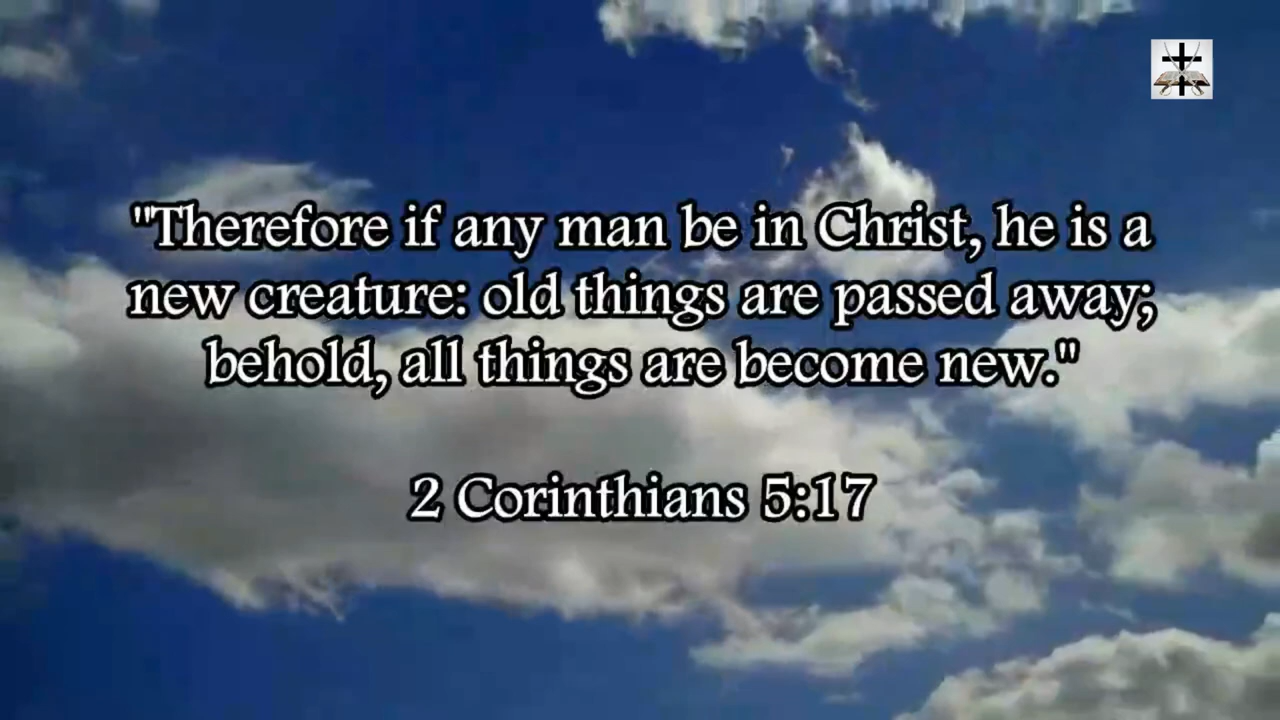 "Therefore if any man be in Christ, he is a
new creature: old things are passed away;
behold, all things are become new."
2 Corinthians 5:17